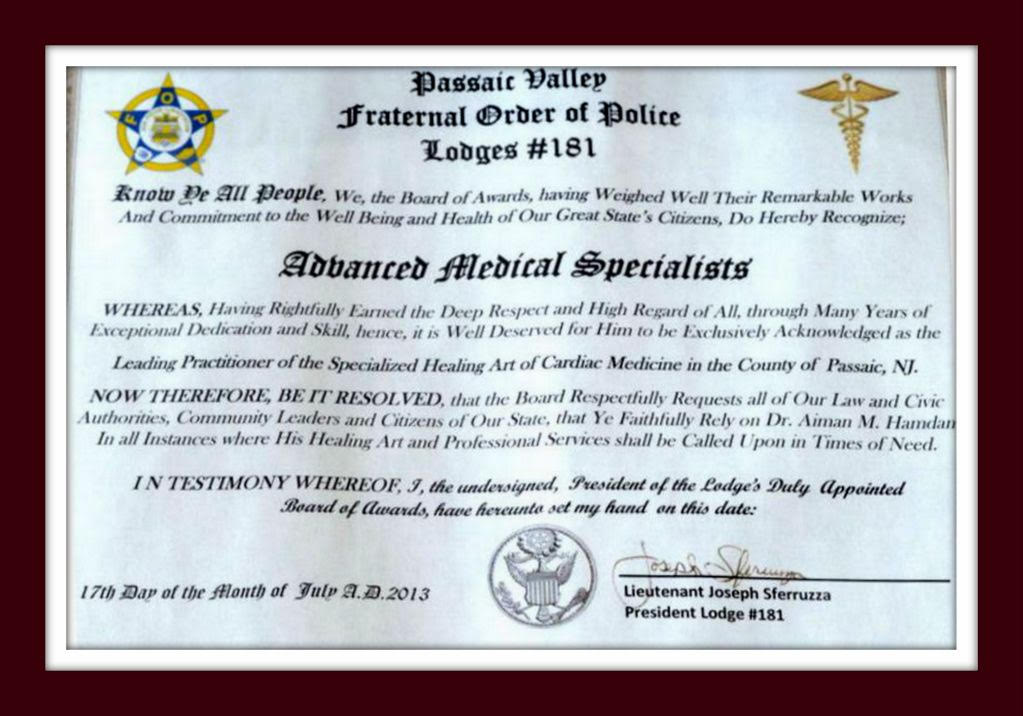 Passaic Valley
Fraternal Order of Police
Lodges #181
F O P
Know Ye All People, We, the Board of Awards, having Weighed Well Their Remarkable Works
And Commitment to the Well Being and Health of Our Great State's Citizens, Do Hereby Recognize;
Advanced Medical Specialists
WHEREAS, Having Rightfully Earned the Deep Respect and High Regard of All, through Many Years of
Exceptional Dedication and Skill, hence, it is Well Deserved for Him to be Exclusively Acknowledged as the
Leading Practitioner of the Specialized Healing Art of Cardiac Medicine in the County of Passaic, NJ.
NOW THEREFORE, BE IT RESOLVED, that the Board Respectfully Requests all of Our Law and Civic
Authorities, Community Leaders and Citizens of Our State, that Ye Faithfully Rely on Dr. Aiman M. Hamdan
In all Instances where His Healing Art and Professional Services shall be Called Upon in Times of Need.
IN TESTIMONY WHEREOF, I, the undersigned, President of the Lodge's Duly Appointed
Board of Awards, have hereunto set my hand on this date:
17th Day of the Month of July A.D.2013
Joseph Sferruzza
Lieutenant Joseph Sferruzza
President Lodge #181